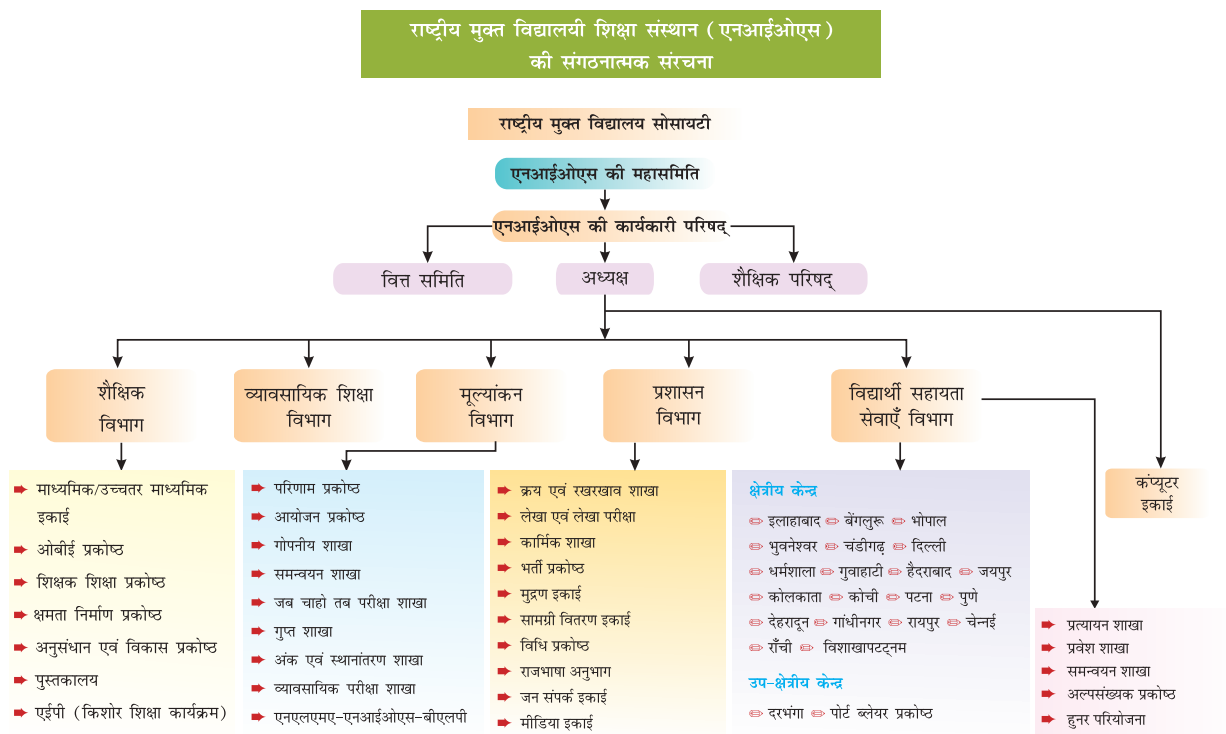 राष्ट्रीय मुक्त विद्यालयी शिक्षा संस्थान ( एनआईओएस )
की संगठनात्मक संरचना
राष्ट्रीय मुक्त विद्यालय सोसायटी
एनआईओएस की महासमिति
एनआईओएस की कार्यकारी परिषद्
वित्त समिति
अध्यक्ष
शैक्षिक परिषद्
शैक्षिक
विभाग
व्यावसायिक शिक्षा
विभाग
मूल्यांकन
विभाग
प्रशासन
विभाग
विद्यार्थी सहायता
सेवाएँ विभाग
कंप्यूटर
इकाई
माध्यमिक/उच्चतर माध्यमिक
इकाई
ओबीई प्रकोष्ठ
शिक्षक शिक्षा प्रकोष्ठ
क्षमता निर्माण प्रकोष्ठ
अनुसंधान एवं विकास प्रकोष्ठ
पुस्तकालय
एईपी (किशोर शिक्षा कार्यक्रम)
परिणाम प्रकोष्ठ
आयोजन प्रकोष्ठ
गोपनीय शाखा
समन्वयन शाखा
जब चाहो तब परीक्षा शाखा
गुप्त शाखा
अंक एवं स्थानांतरण शाखा
व्यावसायिक परीक्षा शाखा
एनएलएमए-एनआईओएस-बीएलपी
क्रय एवं रखरखाव शाखा
लेखा एवं लेखा परीक्षा
कार्मिक शाखा
भर्ती प्रकोष्ठ
मुद्रण इकाई
सामग्री वितरण इकाई
विधि प्रकोष्ठ
राजभाषा अनुभाग
जन संपर्क इकाई
मीडिया इकाई
क्षेत्रीय केन्द्र
इलाहाबाद बेंगलुरू भोपाल
भुवनेश्वर चंडीगढ़ दिल्ली
धर्मशाला गुवाहाटी हैदराबाद जयपुर
कोलकाता कोची पटना पुणे
देहरादून गांधीनगर रायपुर चेन्नई
राँची विशाखापटट्नम
उप-क्षेत्रीय केन्द्र
दरभंगा पोर्ट ब्लेयर प्रकोष्ठ
प्रत्यायन शाखा
प्रवेश शाखा
समन्वयन शाखा
अल्पसंख्यक प्रकोष्ठ
हुनर परियोजना